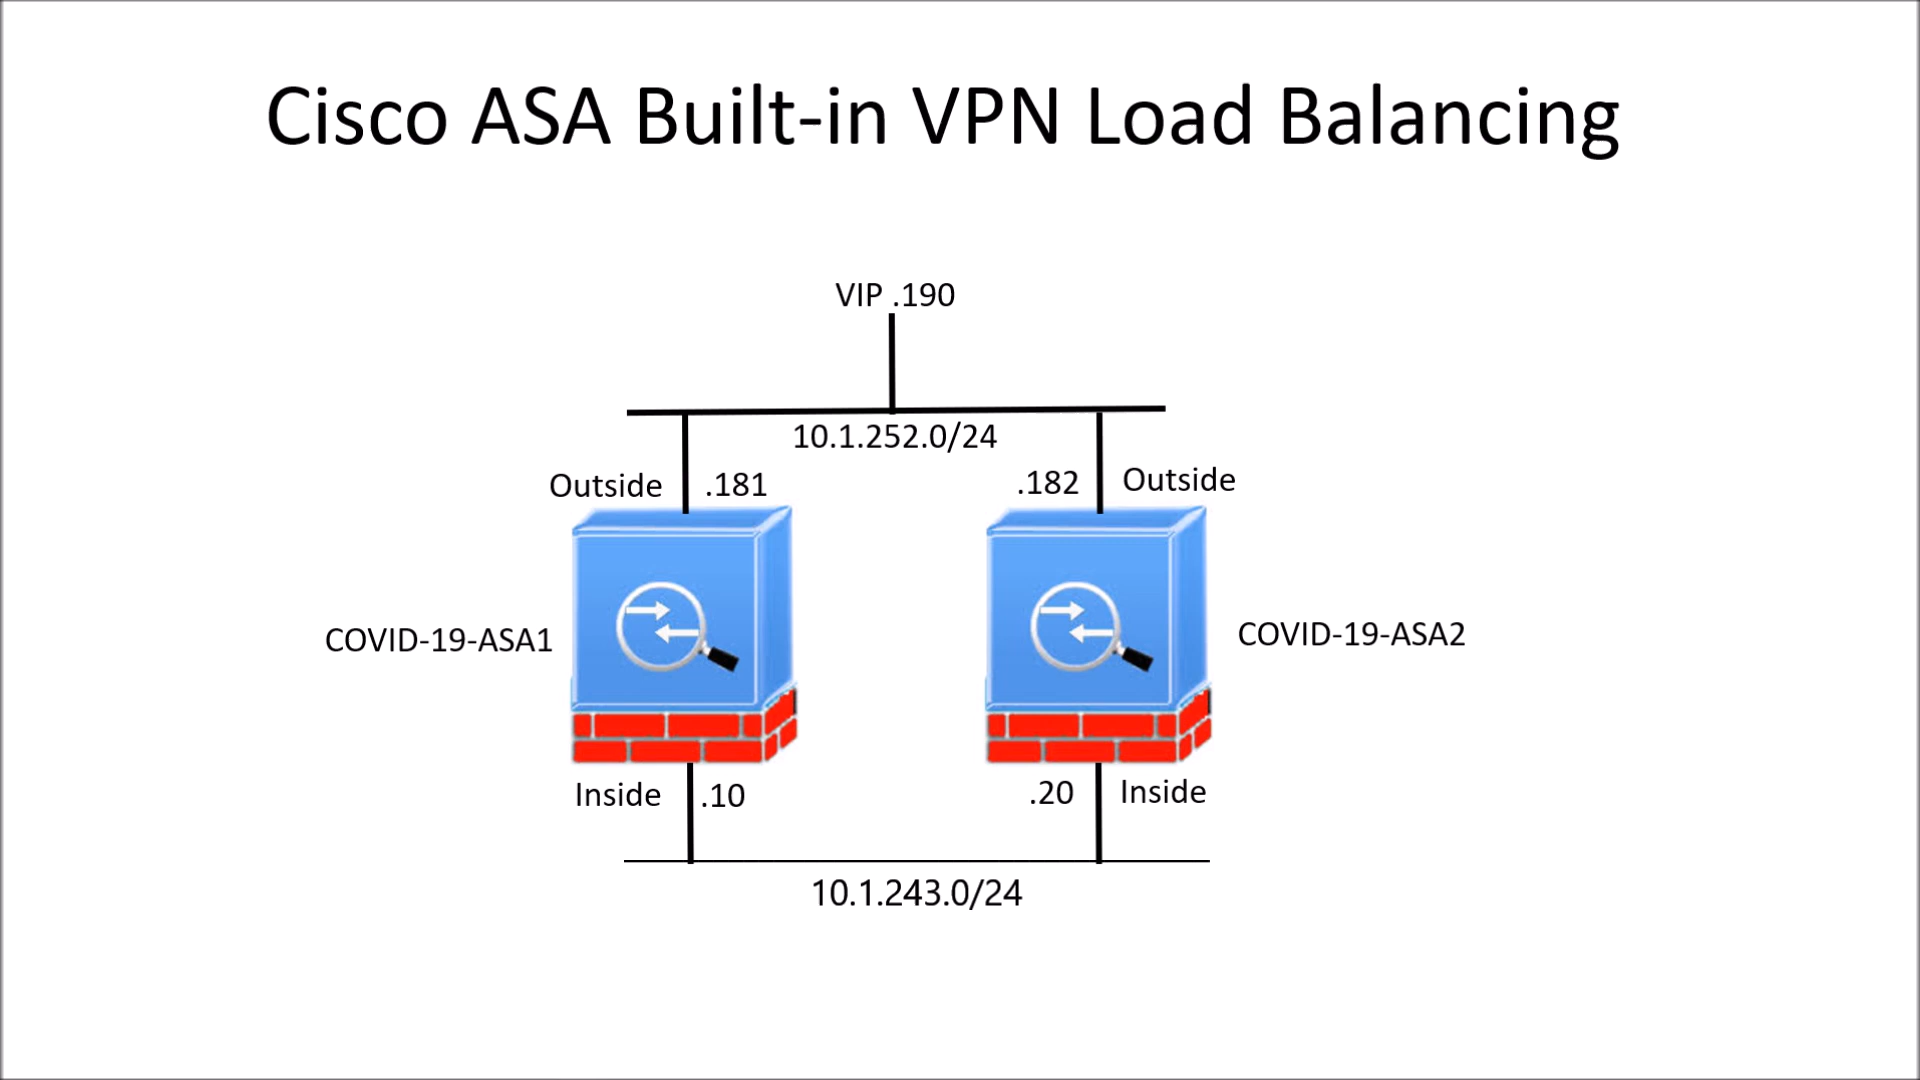 Cisco ASA Built-in VPN Load Balancing
VIP .190
10.1.252.0/24
Outside .181 .182 Outside
COVID-19-ASA1 COVID-19-ASA2
Inside .10 .20 Inside
10.1.243.0/24